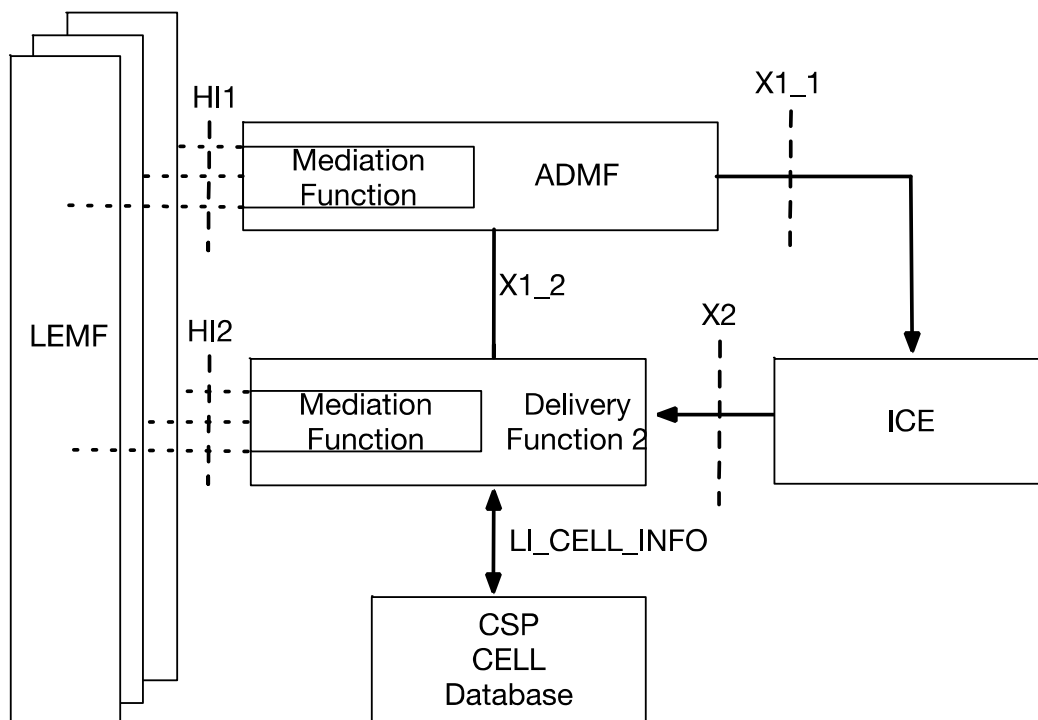 HI1
X1_1
Mediation
Function
ADMF
X1_2
LEMF
HI2
X2
Mediation
Function
Delivery
Function 2
ICE
LI_CELL_INFO
CSP
CELL
Database